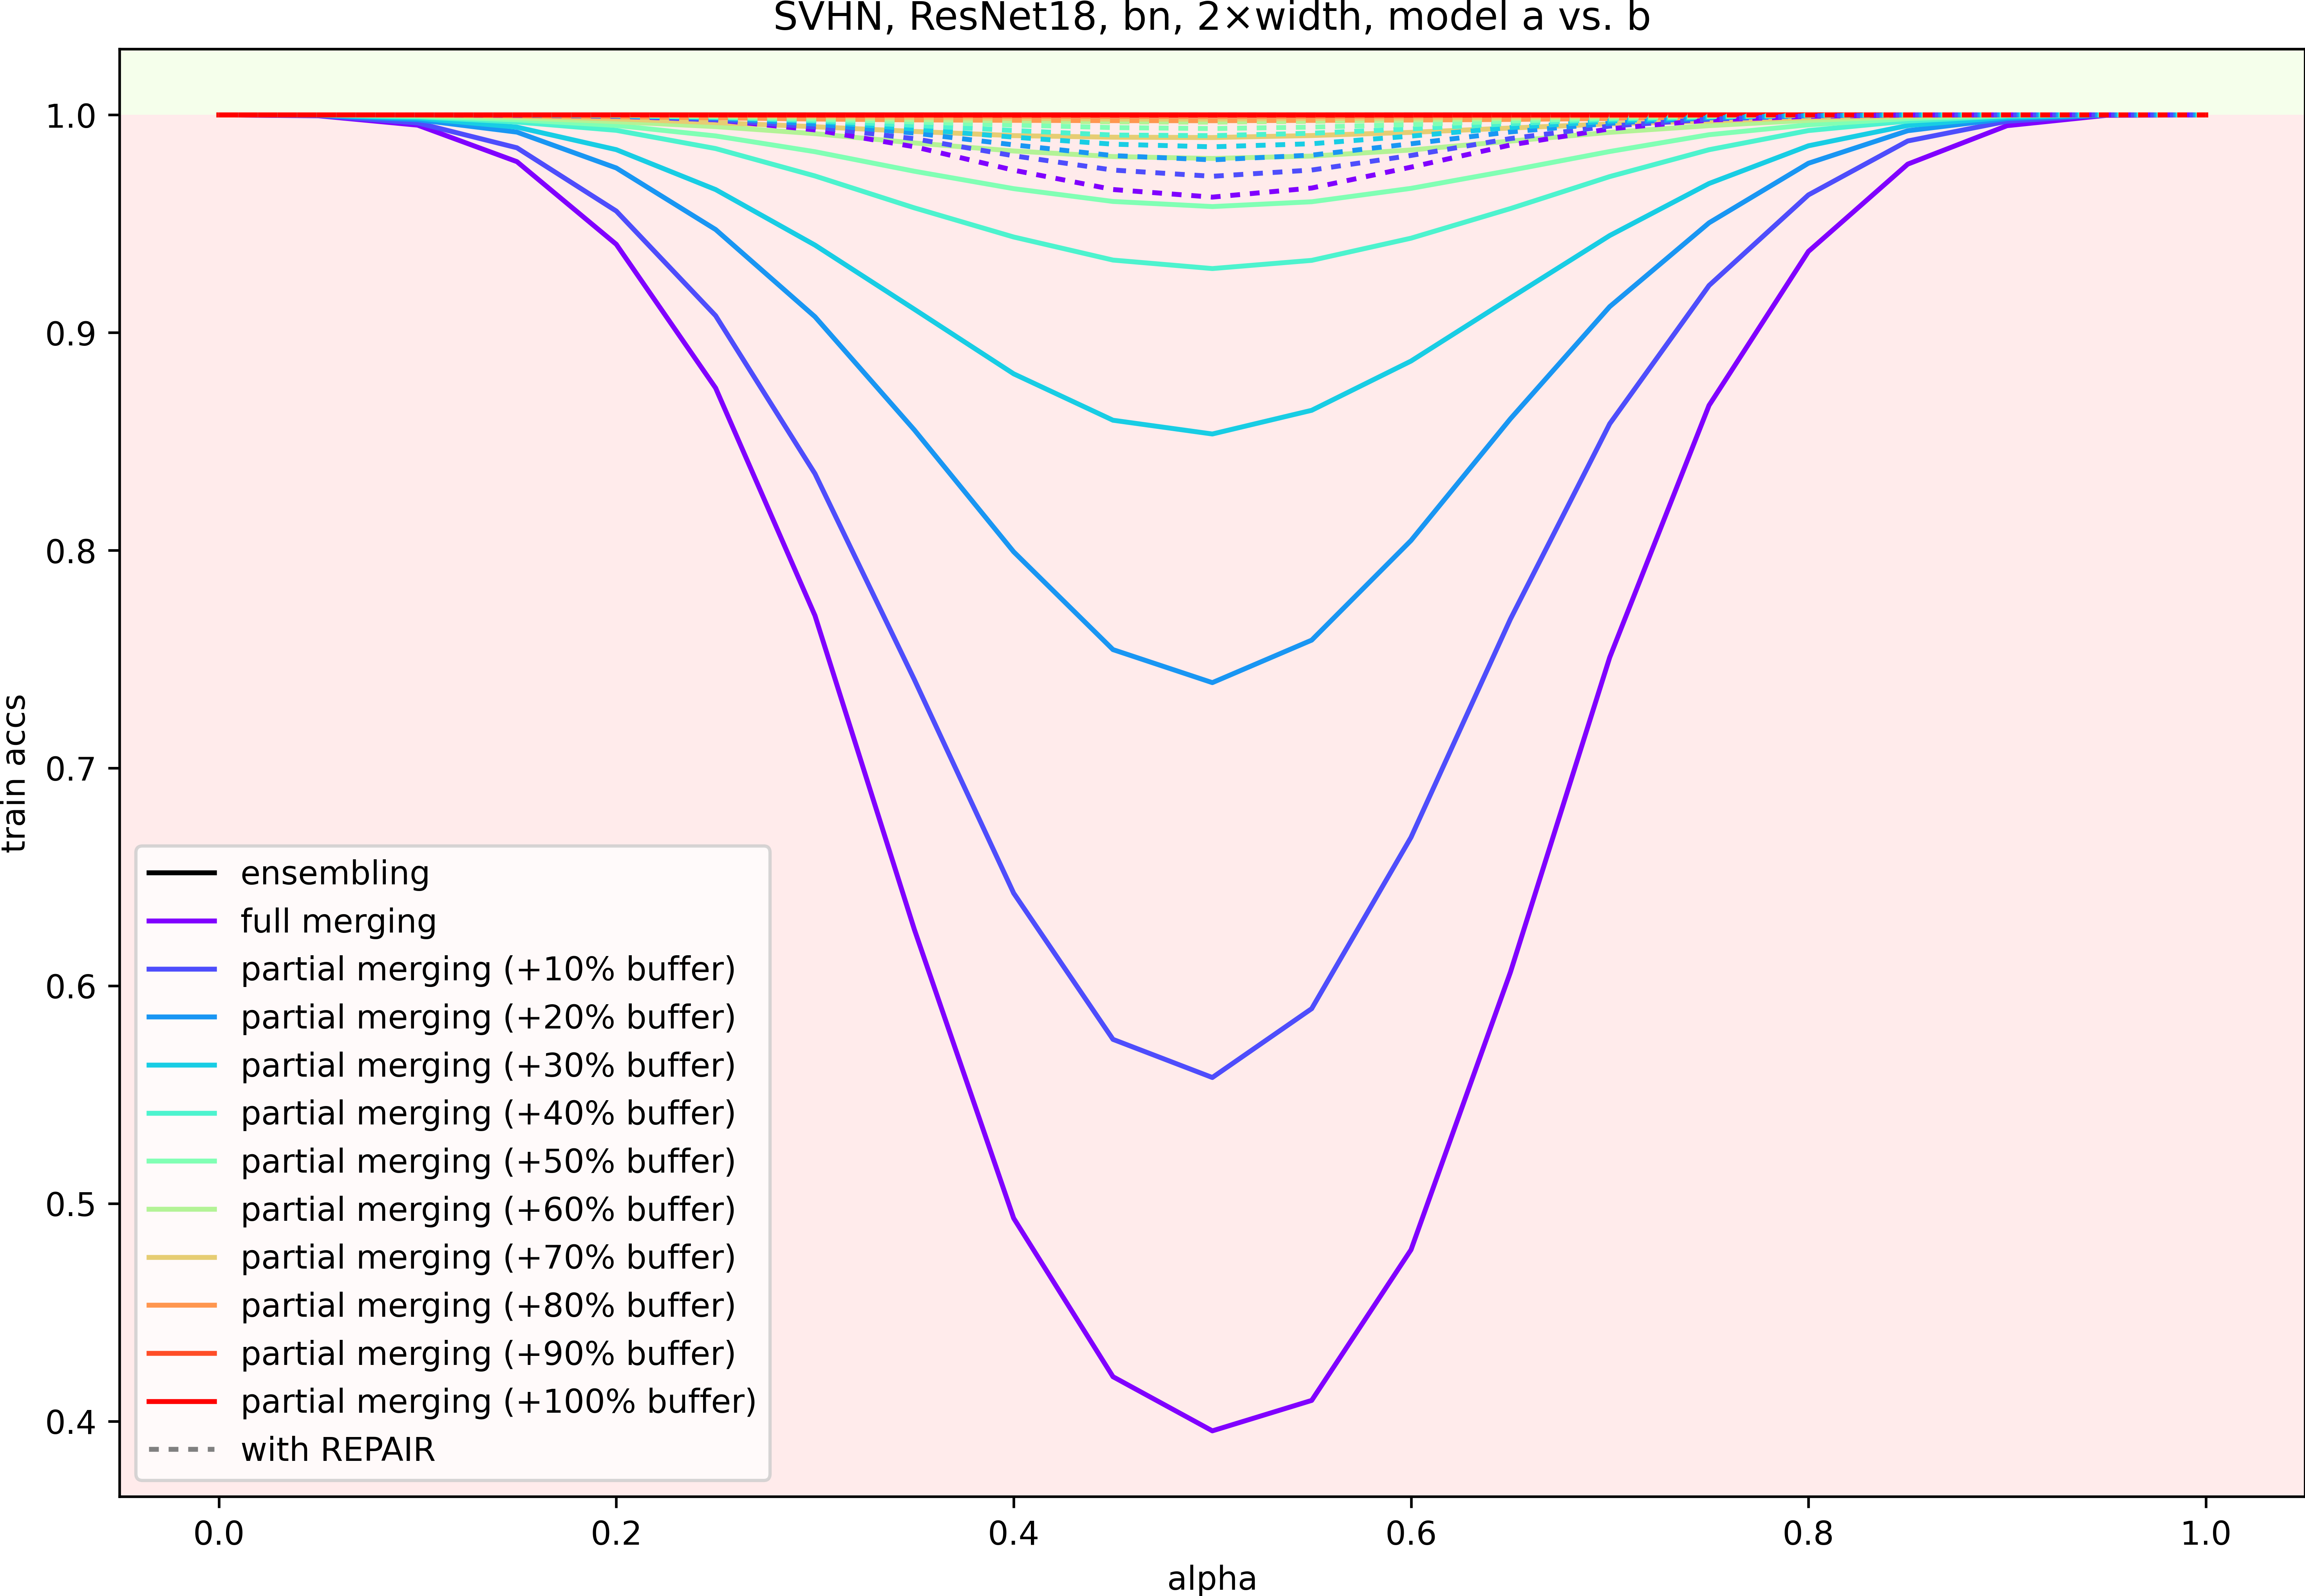 SVHN, ResNet18, bn, 2×width, model a vs. b
1.0
0.9
0.8
0.7
0.6
0.5
0.4
train accs
ensembling
full merging
partial merging (+10% buffer)
partial merging (+20% buffer)
partial merging (+30% buffer)
partial merging (+40% buffer)
partial merging (+50% buffer)
partial merging (+60% buffer)
partial merging (+70% buffer)
partial merging (+80% buffer)
partial merging (+90% buffer)
partial merging (+100% buffer)
with REPAIR
0.0 0.2 0.4 0.6 0.8 1.0
alpha